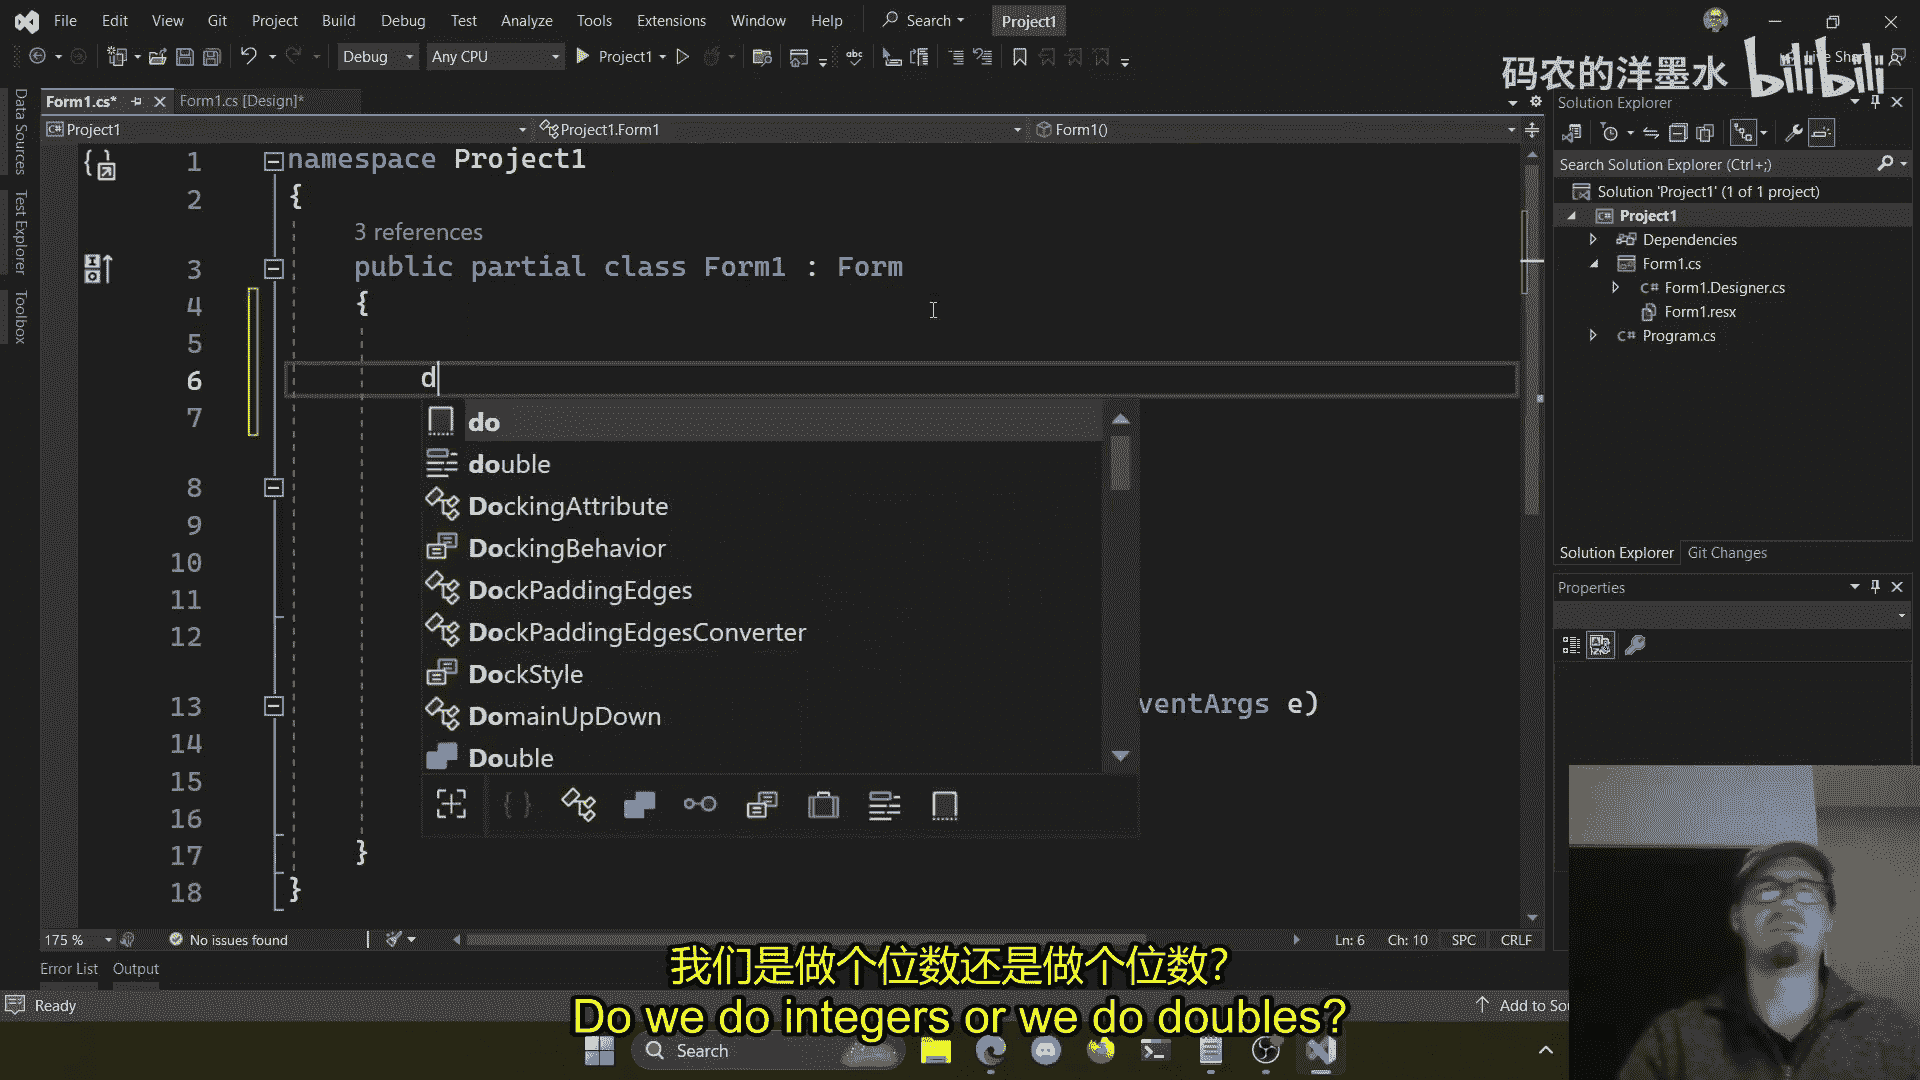 File Edit View Git Project Build Debug Test Analyze Tools Extensions Window Help Search Project1
Debug Any CPU Project1
码农的洋墨水 bilibili
Form1.cs* Form1.cs [Design]*
Project1 Project1.Form1 Form1()
Data Sources
Test Explorer
Toolbox
1 namespace Project1
2 {
3 references
3 public partial class Form1 : Form
4 {
5
6 d
7
8
9
10
11
12
13 ventArgs e)
14
15
16
17 }
18 }
do
double
DockingAttribute
DockingBehavior
DockPaddingEdges
DockPaddingEdgesConverter
DockStyle
DomainUpDown
Double
175 % No issues found Ln: 6 Ch: 10 SPC CRLF
Error List Output
Ready Add to So
Solution Explorer
Search Solution Explorer (Ctrl+;)
Solution 'Project1' (1 of 1 project)
Project1
Dependencies
Form1.cs
C# Form1.Designer.cs
Form1.resx
C# Program.cs
Solution Explorer Git Changes
Properties
我们是做个位数还是做个位数?
Do we do integers or we do doubles?
Search